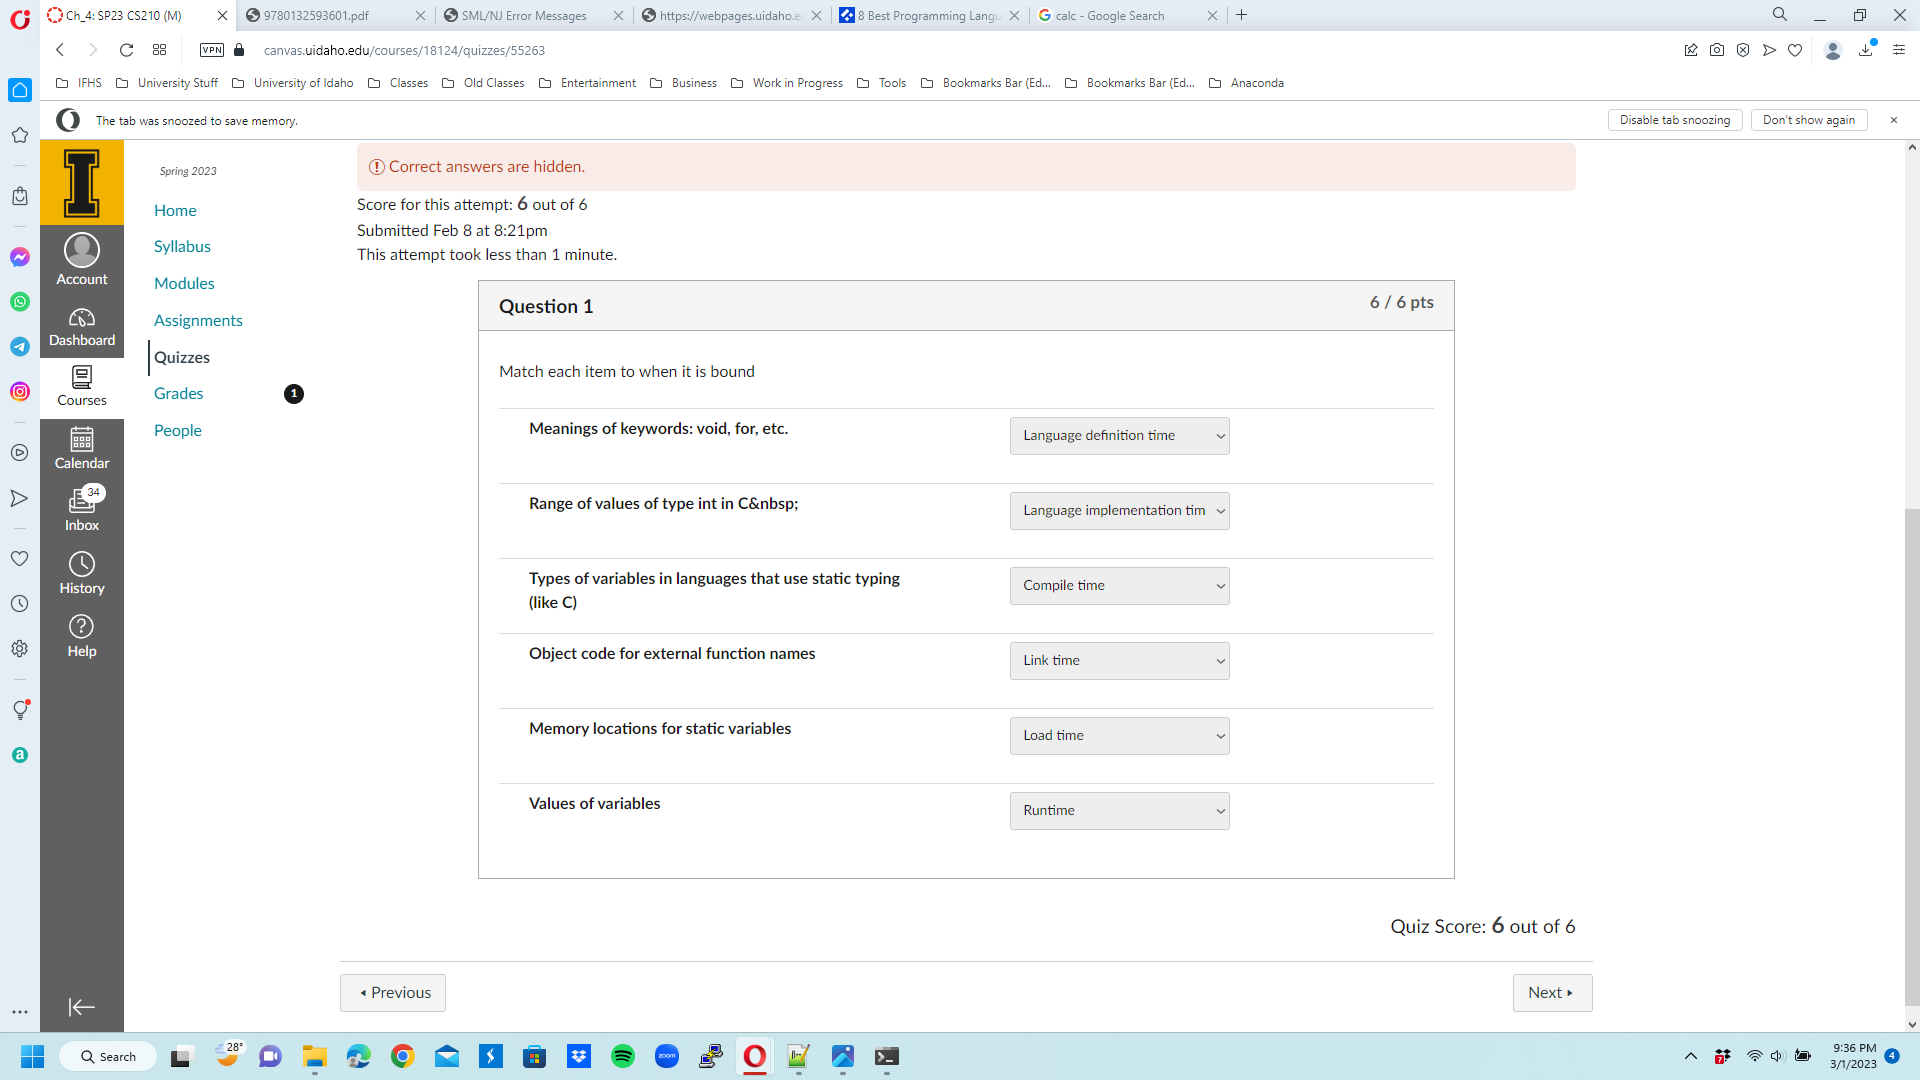 Ch_4: SP23 CS210 (M)
9780132593601.pdf
SML/NJ Error Messages
https://webpages.uidaho.e
8 Best Programming Langu
calc - Google Search
VPN
canvas.uidaho.edu/courses/18124/quizzes/55263
IFHS
University Stuff
University of Idaho
Classes
Old Classes
Entertainment
Business
Work in Progress
Tools
Bookmarks Bar (Ed...
Bookmarks Bar (Ed...
Anaconda
The tab was snoozed to save memory.
Disable tab snoozing
Don't show again
Account
Dashboard
Courses
Calendar
34
Inbox
History
Help
Spring 2023
Home
Syllabus
Modules
Assignments
Quizzes
Grades
1
People
Correct answers are hidden.
Score for this attempt: 6 out of 6
Submitted Feb 8 at 8:21pm
This attempt took less than 1 minute.
Question 1
6 / 6 pts
Match each item to when it is bound
Meanings of keywords: void, for, etc.
Language definition time
Range of values of type int in C&nbsp;
Language implementation tim
Types of variables in languages that use static typing
(like C)
Compile time
Object code for external function names
Link time
Memory locations for static variables
Load time
Values of variables
Runtime
Quiz Score: 6 out of 6
Previous
Next
Search
28°
zoom
9:36 PM
3/1/2023
4